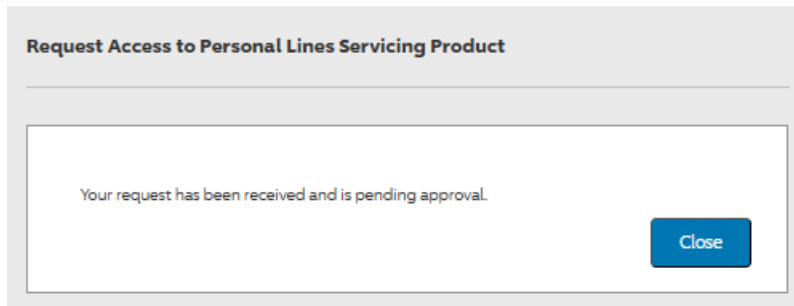 Request Access to Personal Lines Servicing Product
Your request has been received and is pending approval.
Close